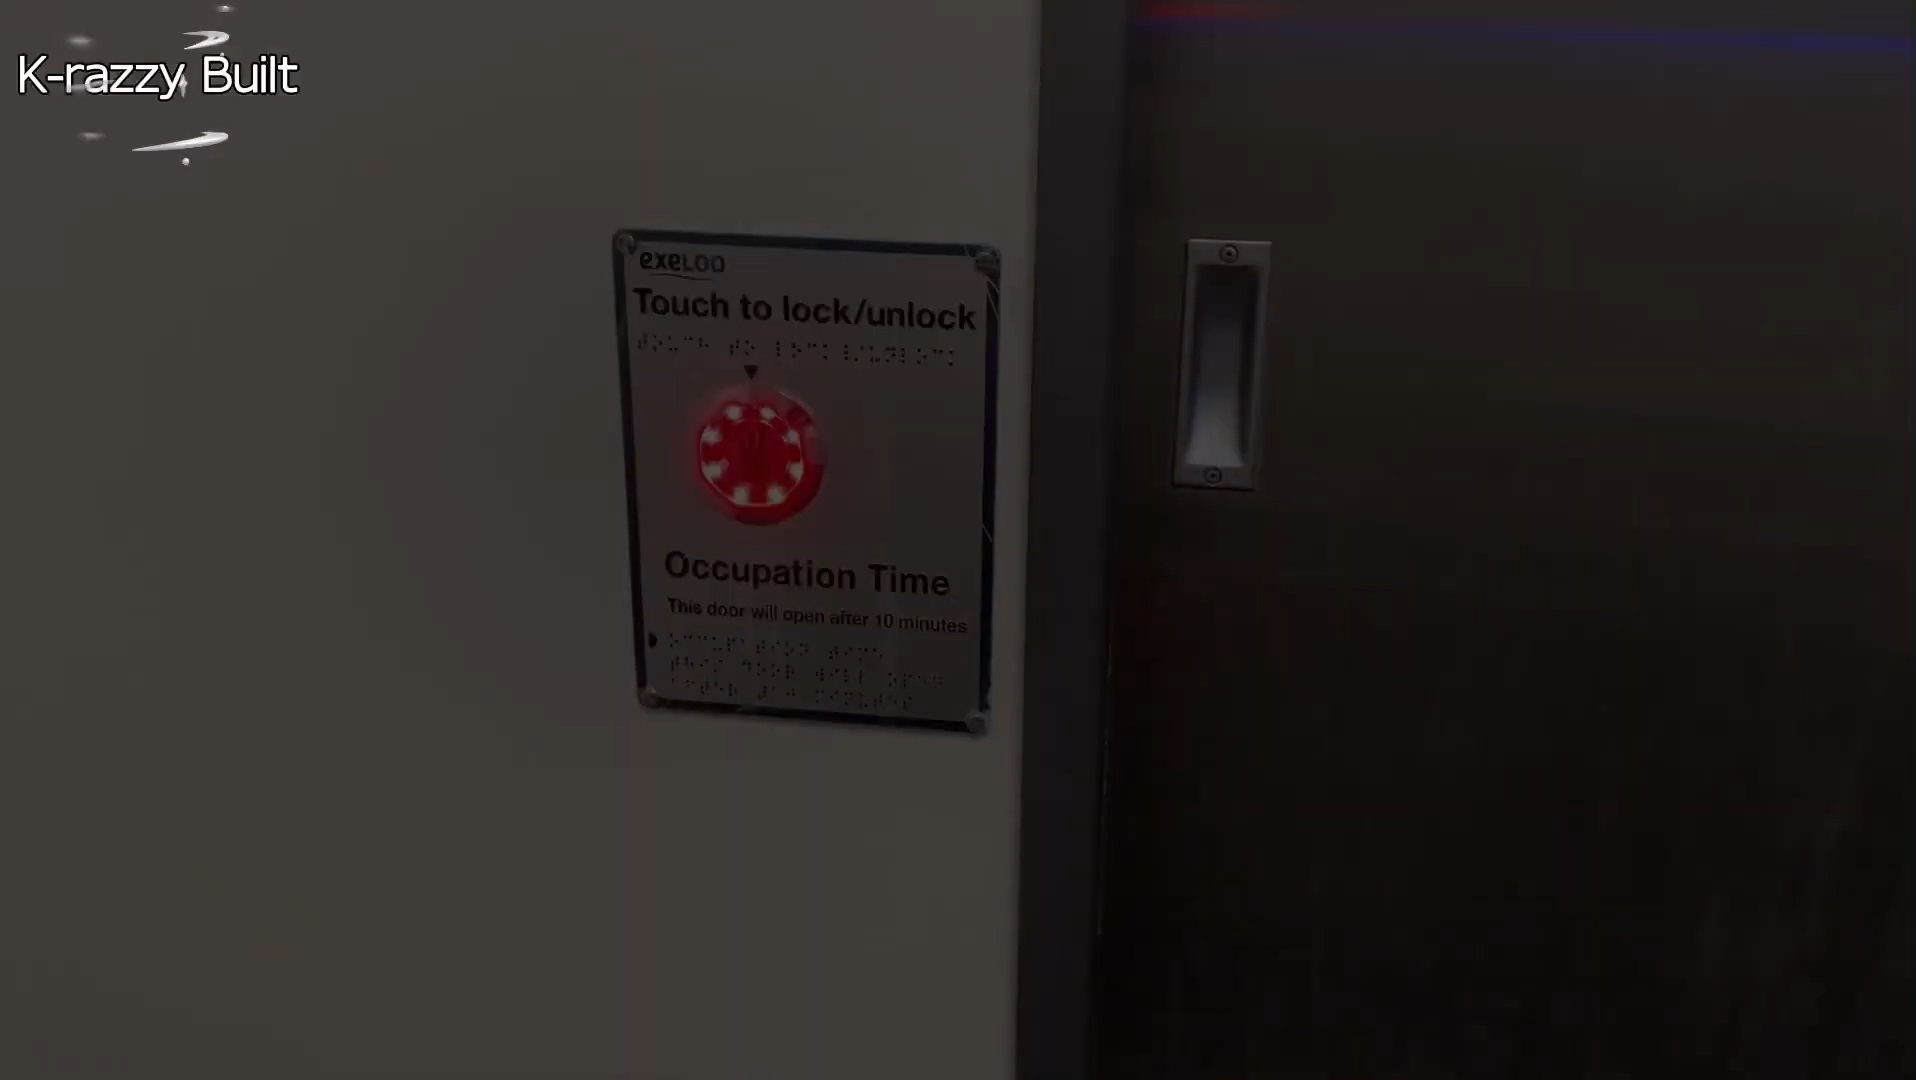 K-razzy Built
exeLOO
Touch to lock/unlock
Occupation Time
This door will open after 10 minutes